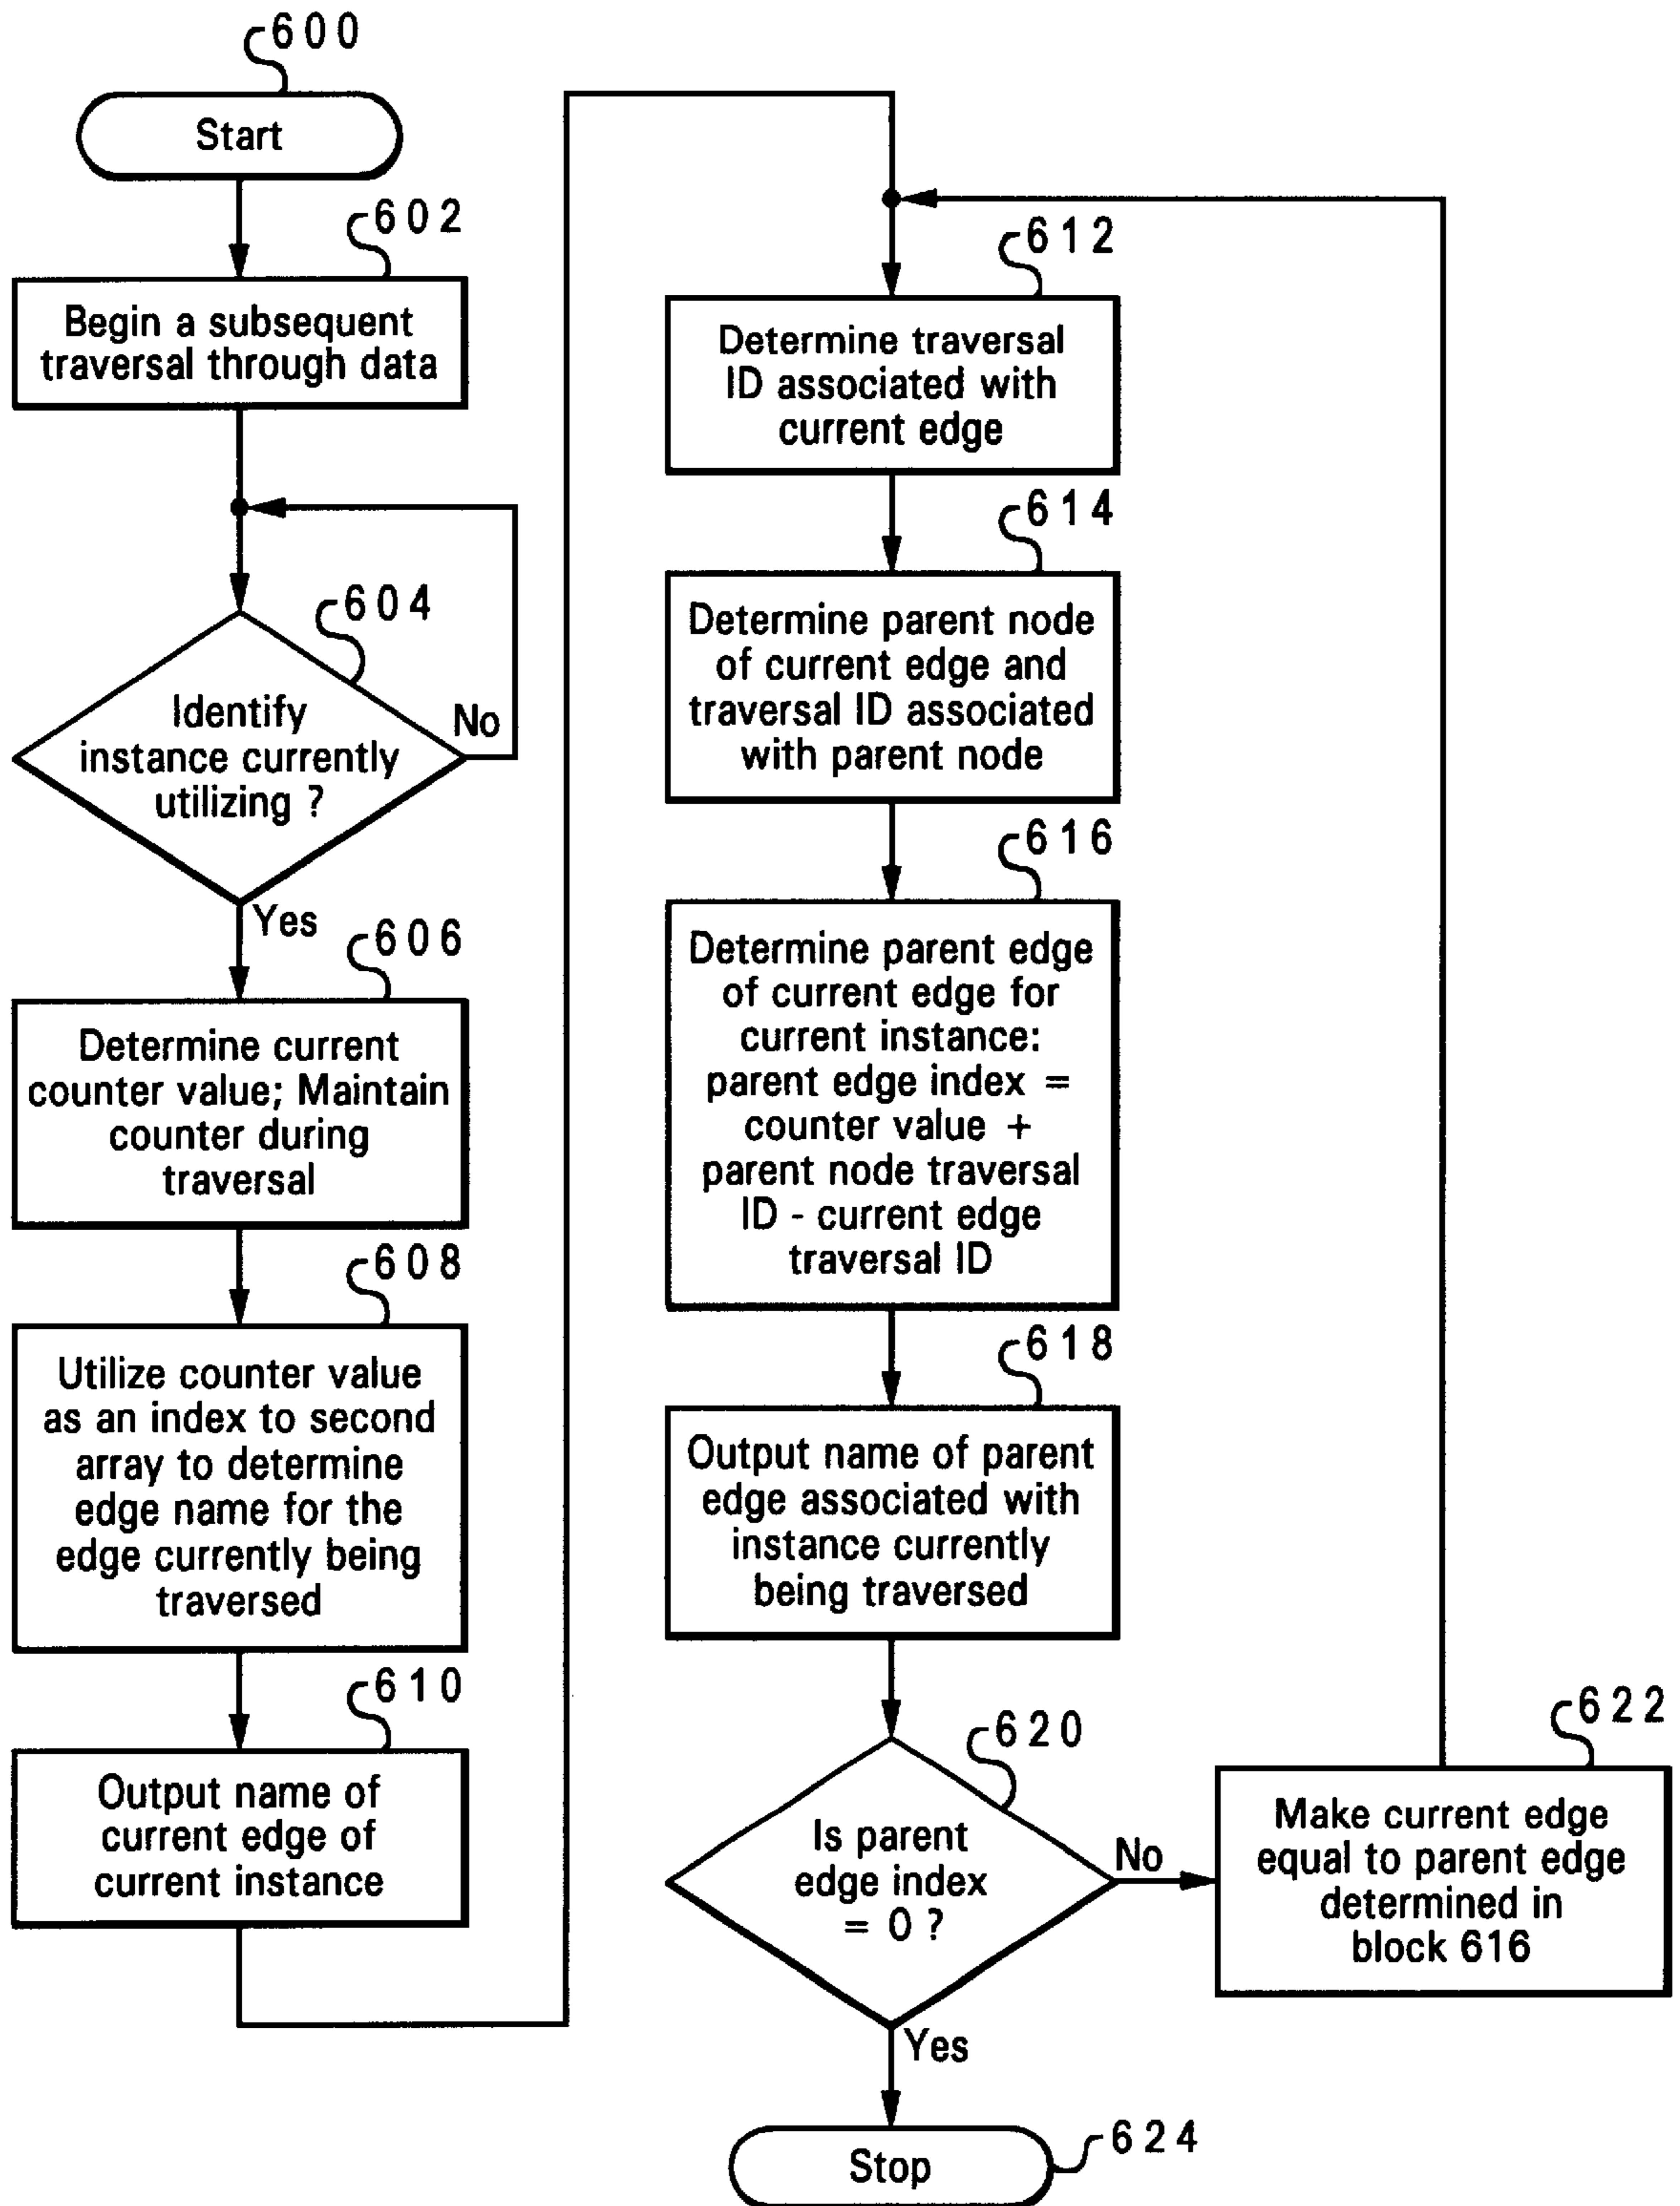 600
Start
602
Begin a subsequent
traversal through data
604
Identify
instance currently
utilizing ?
No
Yes
606
Determine current
counter value; Maintain
counter during
traversal
608
Utilize counter value
as an index to second
array to determine
edge name for the
edge currently being
traversed
610
Output name of
current edge of
current instance
612
Determine traversal
ID associated with
current edge
614
Determine parent node
of current edge and
traversal ID associated
with parent node
616
Determine parent edge
of current edge for
current instance:
parent edge index =
counter value +
parent node traversal
ID - current edge
traversal ID
618
Output name of parent
edge associated with
instance currently
being traversed
620
Is parent
edge index
= 0 ?
No
622
Make current edge
equal to parent edge
determined in
block 616
Yes
Stop
624